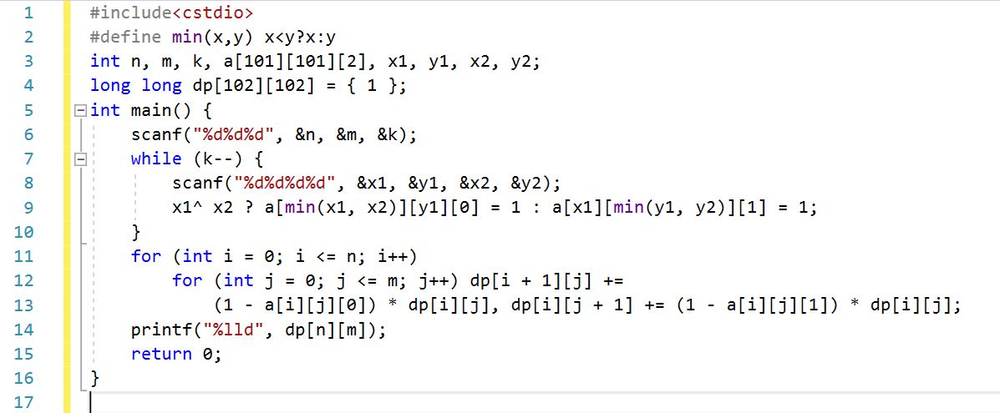 1 #include<cstdio>
2 #define min(x,y) x<y?x:y
3 int n, m, k, a[101][101][2], x1, y1, x2, y2;
4 long long dp[102][102] = { 1 };
5 int main() {
6     scanf("%d%d%d", &n, &m, &k);
7     while (k--) {
8         scanf("%d%d%d%d", &x1, &y1, &x2, &y2);
9         x1^ x2 ? a[min(x1, x2)][y1][0] = 1 : a[x1][min(y1, y2)][1] = 1;
10     }
11     for (int i = 0; i <= n; i++)
12         for (int j = 0; j <= m; j++) dp[i + 1][j] +=
13             (1 - a[i][j][0]) * dp[i][j], dp[i][j + 1] += (1 - a[i][j][1]) * dp[i][j];
14     printf("%lld", dp[n][m]);
15     return 0;
16 }
17